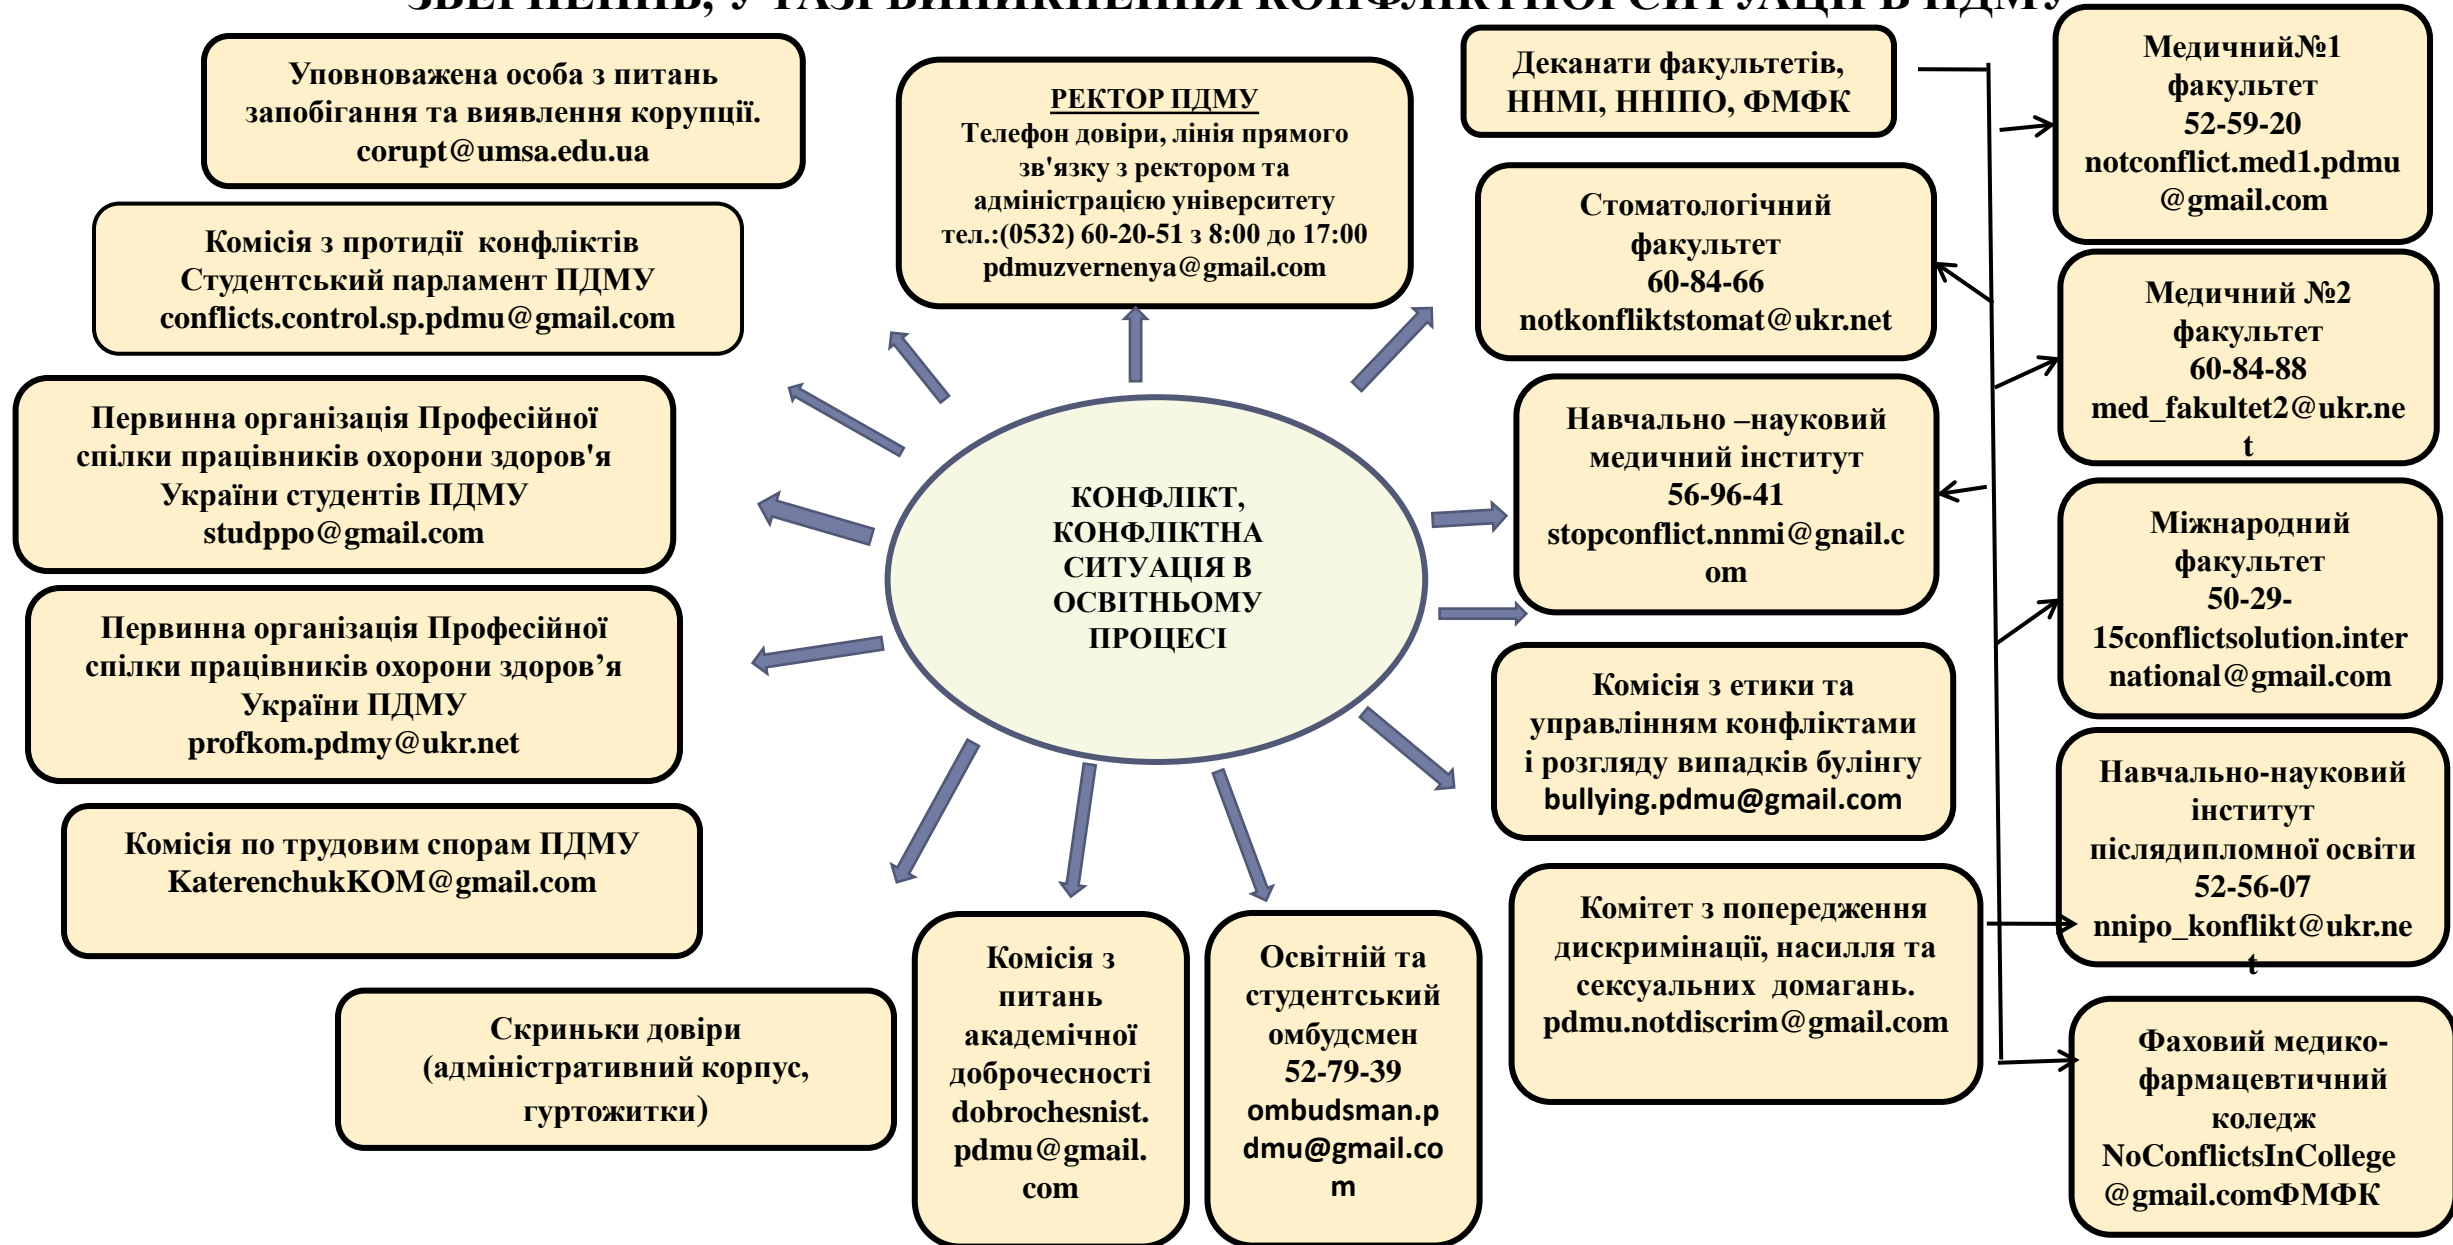 ЗВЕРНЕННІВ, У РАЗІ ВИНИКНЕННЯ КОНФЛІКТНОЇ СИТУАЦІЇ В ПДМУ
Уповноважена особа з питань
запобігання та виявлення корупції.
corupt@umsa.edu.ua
Комісія з протидії конфліктів
Студентський парламент ПДМУ
conflicts.control.sp.pdmu@gmail.com
Первинна організація Професійної
спілки працівників охорони здоров'я
України студентів ПДМУ
studppo@gmail.com
Первинна організація Професійної
спілки працівників охорони здоров’я
України ПДМУ
profkom.pdmy@ukr.net
Комісія по трудовим спорам ПДМУ
KaterenchukKOM@gmail.com
Скриньки довіри
(адміністративний корпус,
гуртожитки)
РЕКТОР ПДМУ
Телефон довіри, лінія прямого
зв'язку з ректором та
адміністрацією університету
тел.:(0532) 60-20-51 з 8:00 до 17:00
pdmuzvernenya@gmail.com
КОНФЛІКТ,
КОНФЛІКТНА
СИТУАЦІЯ В
ОСВІТНЬОМУ
ПРОЦЕСІ
Комісія з
питань
академічної
доброчесності
dobrochesnist.
pdmu@gmail.
com
Освітній та
студентський
омбудсмен
52-79-39
ombudsman.p
dmu@gmail.co
m
Деканати факультетів,
ННМІ, ННІПО, ФМФК
Стоматологічний
факультет
60-84-66
notkonfliktstomat@ukr.net
Навчально –науковий
медичний інститут
56-96-41
stopconflict.nnmi@gnail.c
om
Комісія з етики та
управлінням конфліктами
і розгляду випадків булінгу
bullying.pdmu@gmail.com
Комітет з попередження
дискримінації, насилля та
сексуальних домагань.
pdmu.notdiscrim@gmail.com
Медичний№1
факультет
52-59-20
notconflict.med1.pdmu
@gmail.com
Медичний №2
факультет
60-84-88
med_fakultet2@ukr.ne
t
Міжнародний
факультет
50-29-
15conflictsolution.inter
national@gmail.com
Навчально-науковий
інститут
післядипломної освіти
52-56-07
nnipo_konflikt@ukr.ne
t
Фаховий медико-
фармацевтичний
коледж
NoConflictsInCollege
@gmail.comФМФК